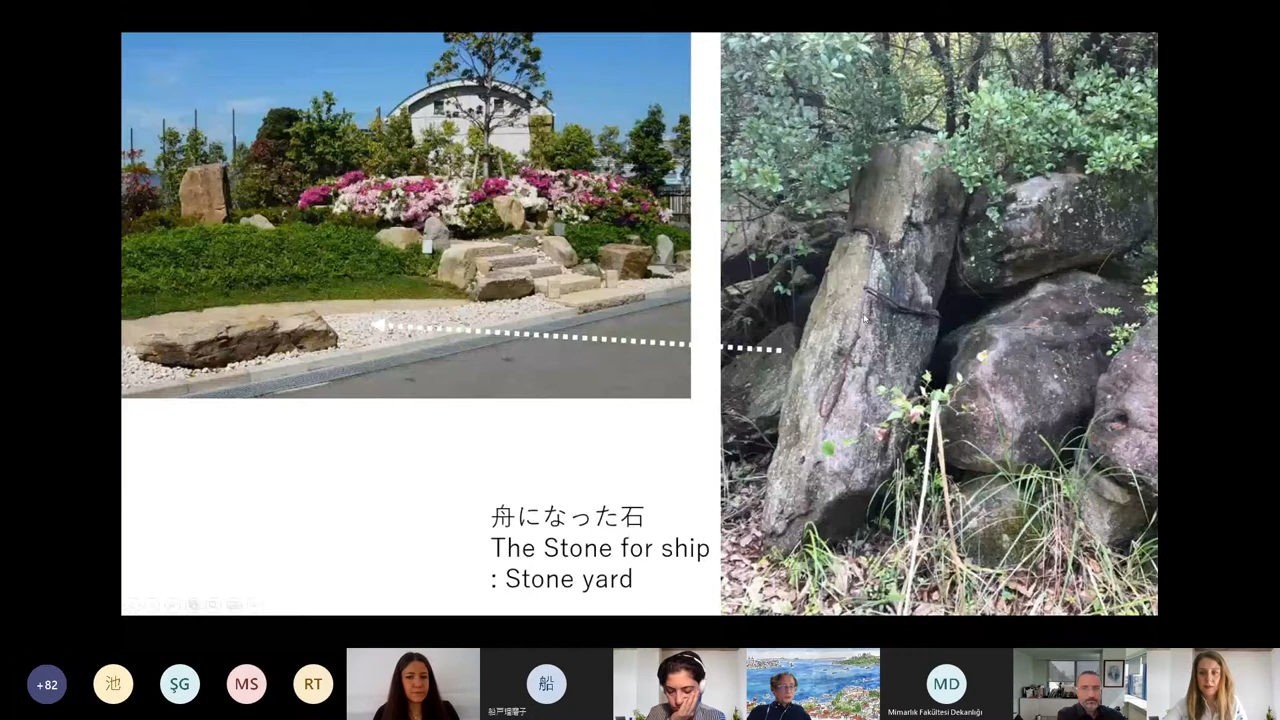 舟になった石
The Stone for ship
: Stone yard
+82
池
ŞG
MS
RT
船
MD
Mimarlık Fakültesi Dekanlığı